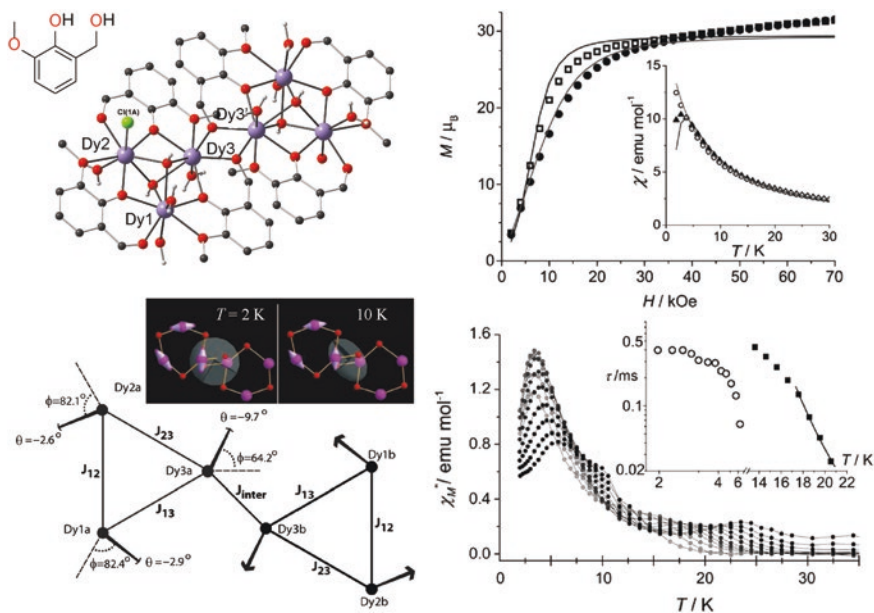 OH
OH
O
Cl(1A)
Dy3'
Dy2
Dy3
Dy1
M / μB
30
25
20
15
10
5
0
0 10 20 30 40 50 60 70
H / kOe
χ / emu mol⁻¹
15
10
5
0
0 10 20 30
T / K
T = 2 K
10 K
Dy2a
ϕ=82.1°
θ=−2.6°
J23
θ=−9.7°
J12
Dy3a
ϕ=64.2°
Dy1b
J13
Jinter
J13
J12
Dy1a
Dy3b
θ=−2.9°
ϕ=82.4°
J23
Dy2b
χM"/ emu mol⁻¹
1.6
1.2
0.8
0.4
0.0
10 20 30
T / K
0.5
τ/ms
0.1
0.02
2 4 6 14 16 18 20 22
T / K